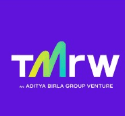 TMRW
AN ADITYA BIRLA GROUP VENTURE